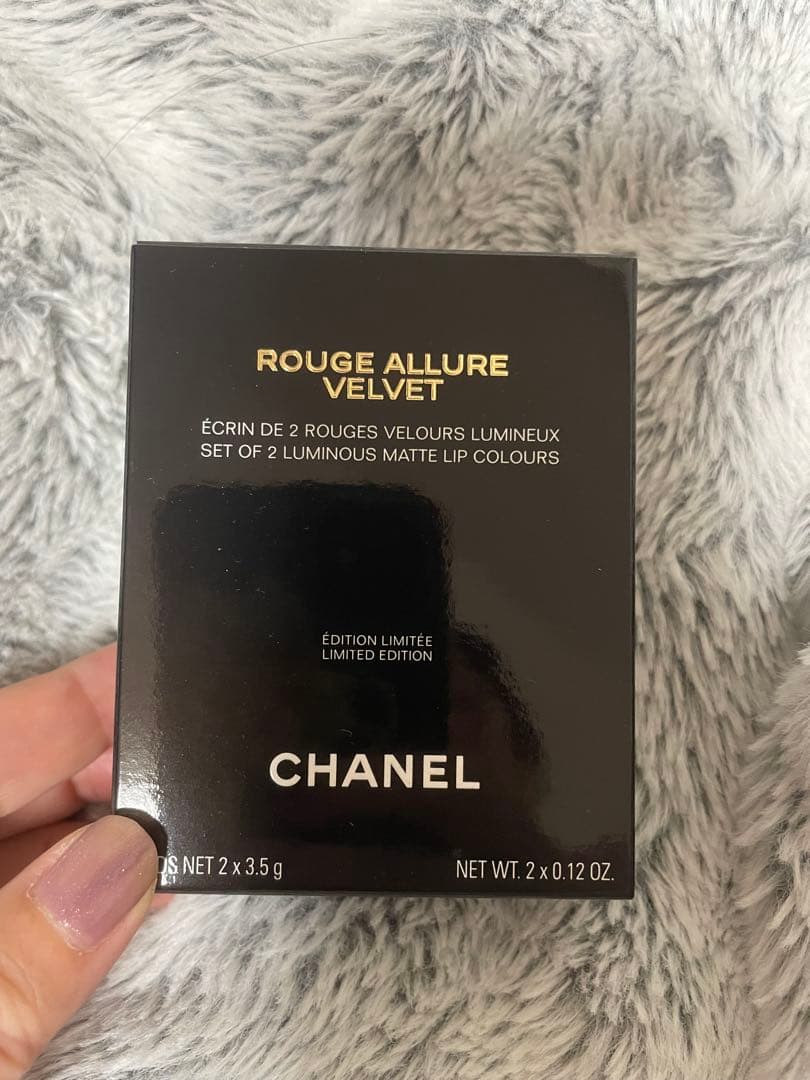 ROUGE ALLURE
VELVET
ÉCRIN DE 2 ROUGES VELOURS LUMINEUX
SET OF 2 LUMINOUS MATTE LIP COLOURS
ÉDITION LIMITÉE
LIMITED EDITION
CHANEL
NET 2 x 3.5 g
NET WT. 2 x 0.12 OZ.